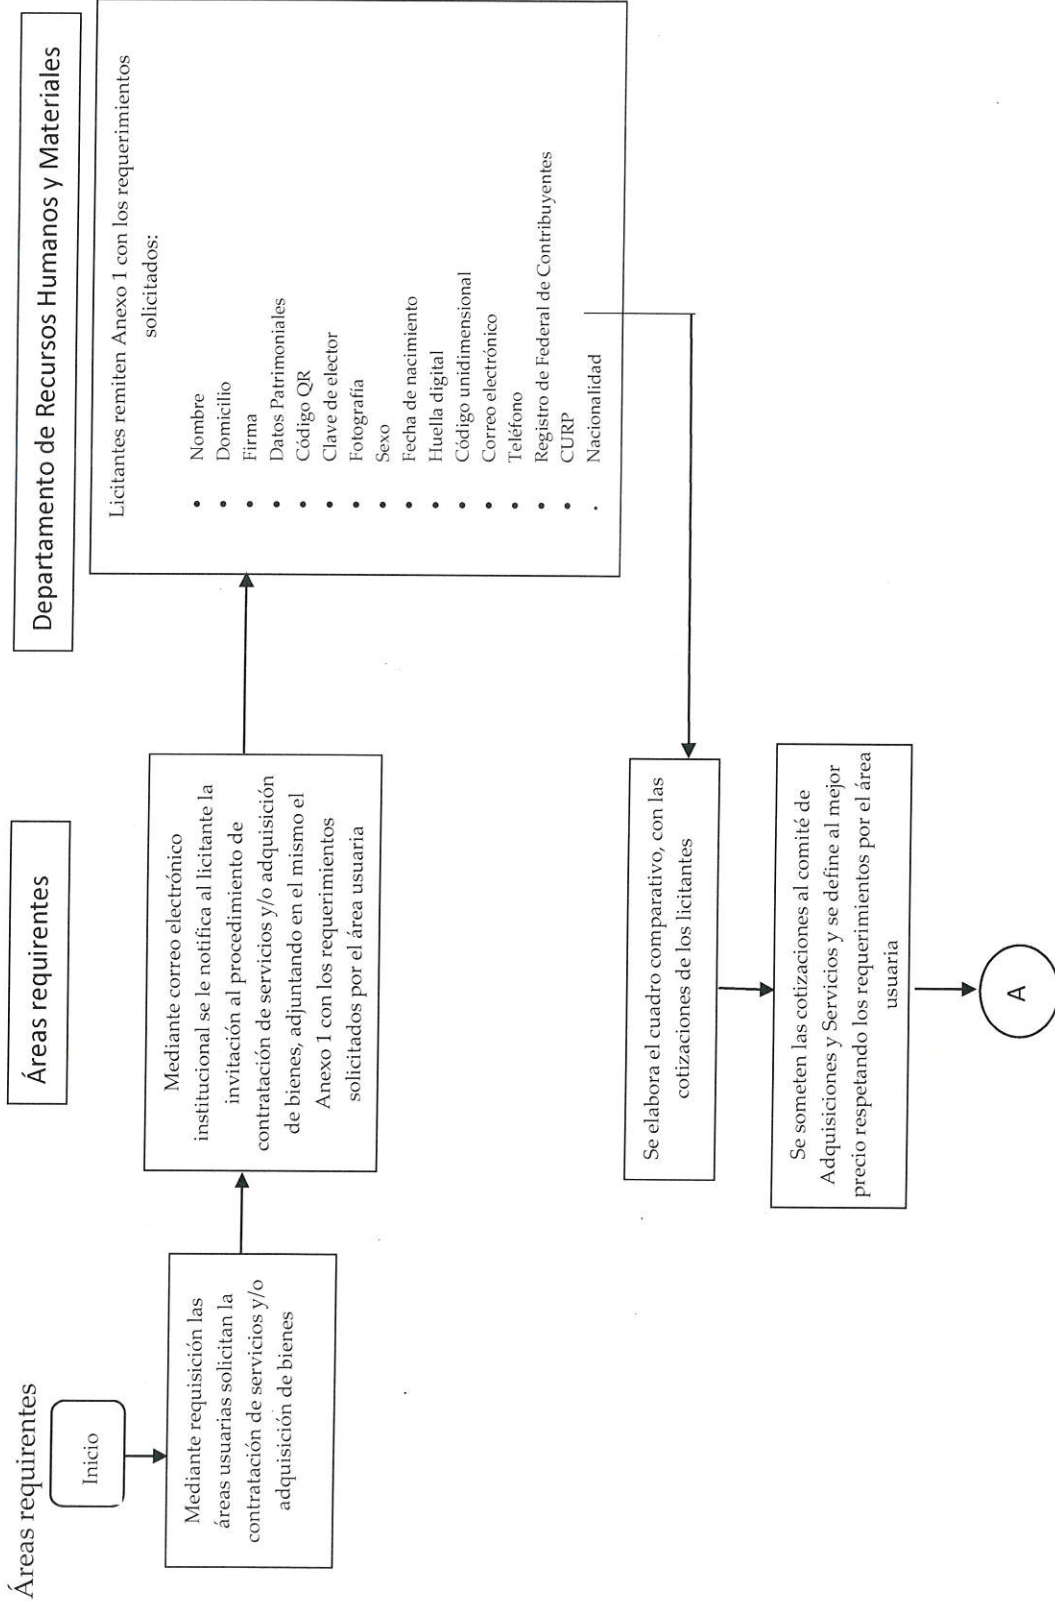 Áreas requirentes
Áreas requirentes
Departamento de Recursos Humanos y Materiales
Inicio
Mediante requisición las
áreas usuarias solicitan la
contratación de servicios y/o
adquisición de bienes
Mediante correo electrónico
institucional se le notifica al licitante la
invitación al procedimiento de
contratación de servicios y/o adquisición
de bienes, adjuntando en el mismo el
Anexo 1 con los requerimientos
solicitados por el área usuaria
Licitantes remiten Anexo 1 con los requerimientos
solicitados:
• Nombre
• Domicilio
• Firma
• Datos Patrimoniales
• Código QR
• Clave de elector
• Fotografía
• Sexo
• Fecha de nacimiento
• Huella digital
• Código unidimensional
• Correo electrónico
• Teléfono
• Registro de Federal de Contribuyentes
• CURP
• Nacionalidad
Se elabora el cuadro comparativo, con las
cotizaciones de los licitantes
Se someten las cotizaciones al comité de
Adquisiciones y Servicios y se define al mejor
precio respetando los requerimientos por el área
usuaria
A